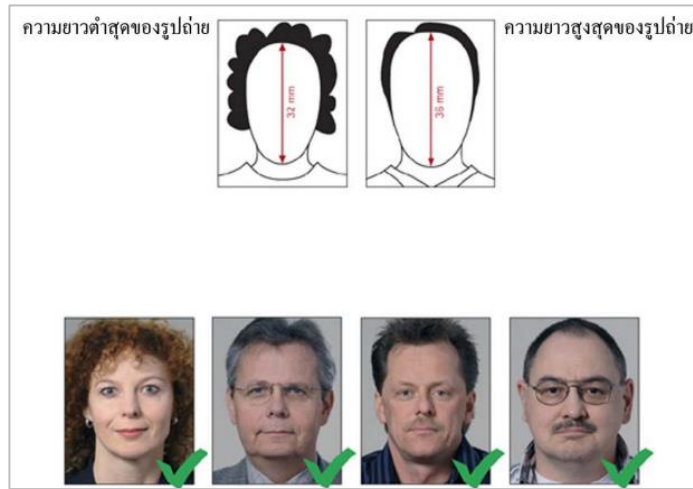 ความยาวต่ำสุดของรูปถ่าย
32 mm
36 mm
ความยาวสูงสุดของรูปถ่าย